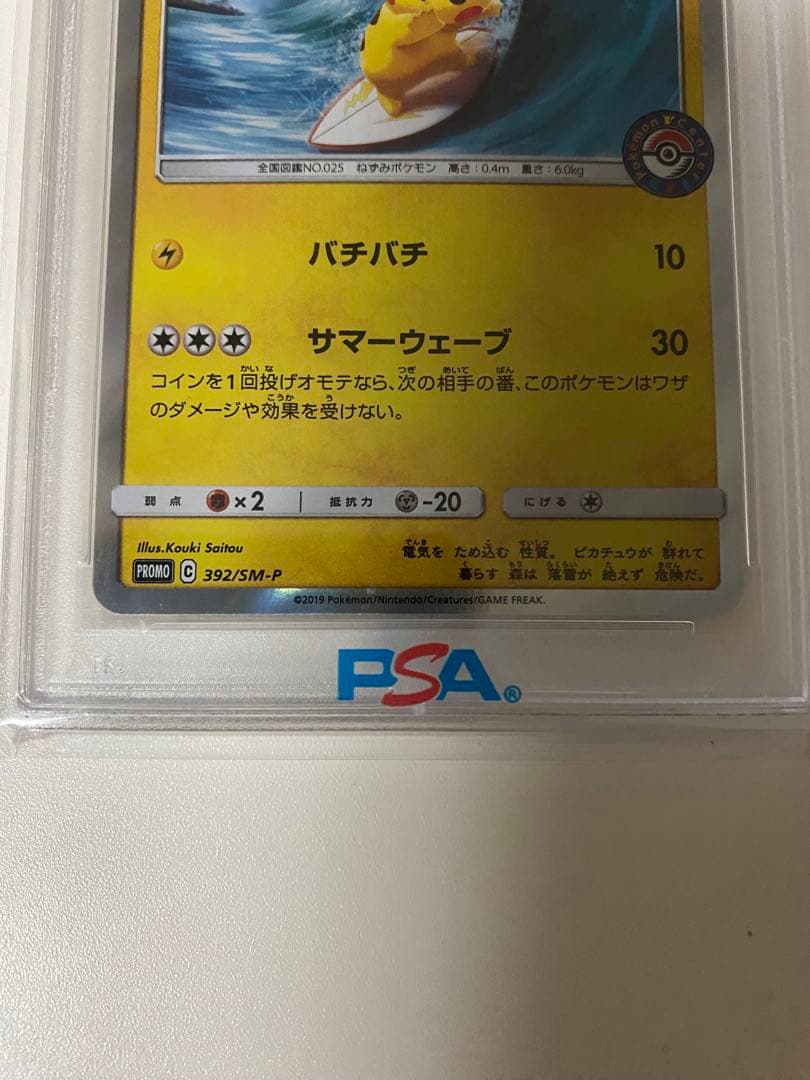 Pokémon Center
全国図鑑NO.025 ねずみポケモン 高さ:0.4m 重さ:6.0kg
バチバチ 10
サマーウェーブ 30
コインを1回投げオモテなら、次の相手の番、このポケモンはワザ
のダメージや効果を受けない。
弱点 ×2 抵抗力 -20 にげる
Illus.Kouki Saitou
電気を ため込む 性質。 ピカチュウが 群れて
暮らす 森は 落雷が 絶えず 危険だ。
PROMO C 392/SM-P
©2019 Pokémon/Nintendo/Creatures/GAME FREAK.
PSA®